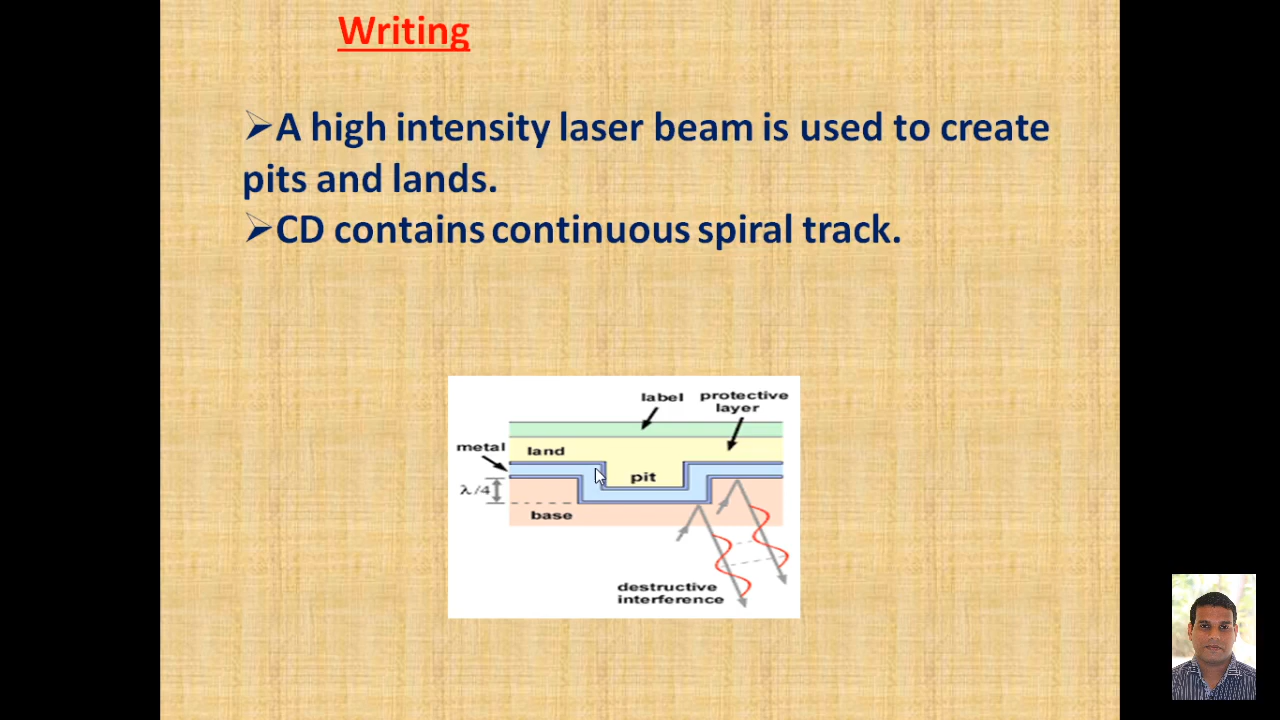 Writing
➢A high intensity laser beam is used to create
pits and lands.
➢CD contains continuous spiral track.
label
protective
layer
metal
land
pit
λ/4
base
destructive
interference